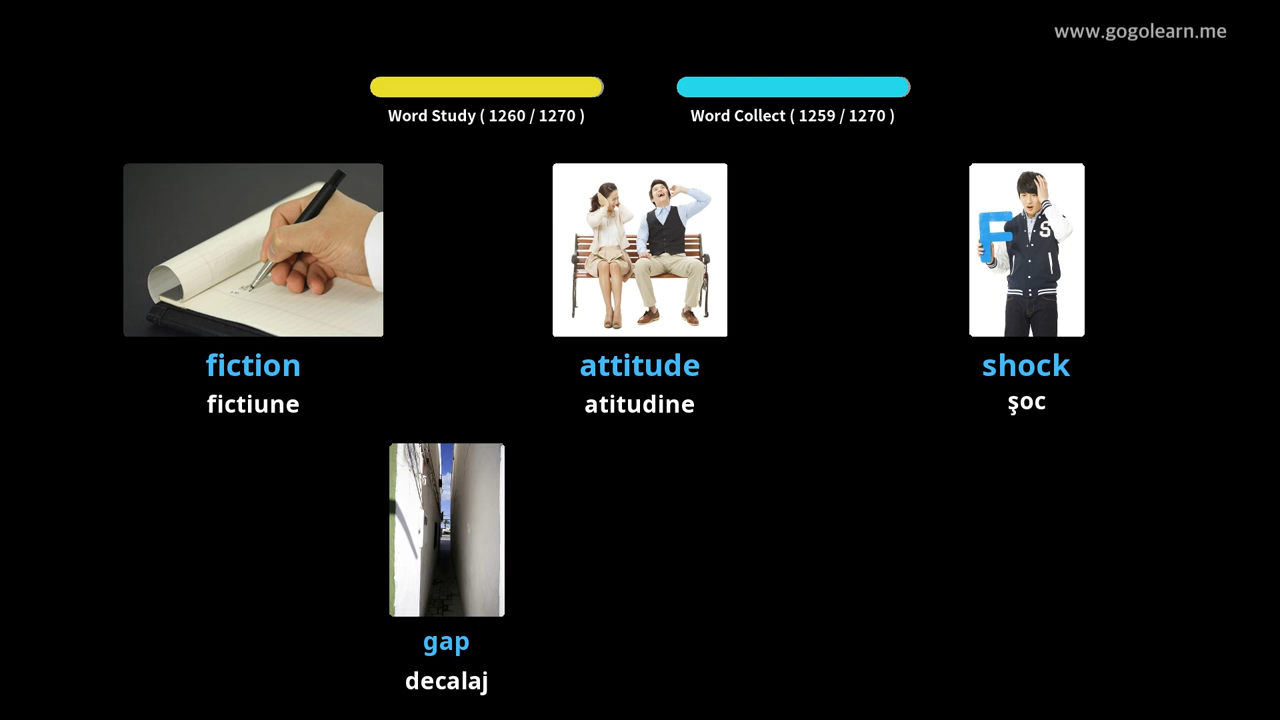 www.gogolearn.me
Word Study ( 1260 / 1270 )
Word Collect ( 1259 / 1270 )
fiction
fictiune
attitude
atitudine
shock
şoc
F
S
gap
decalaj